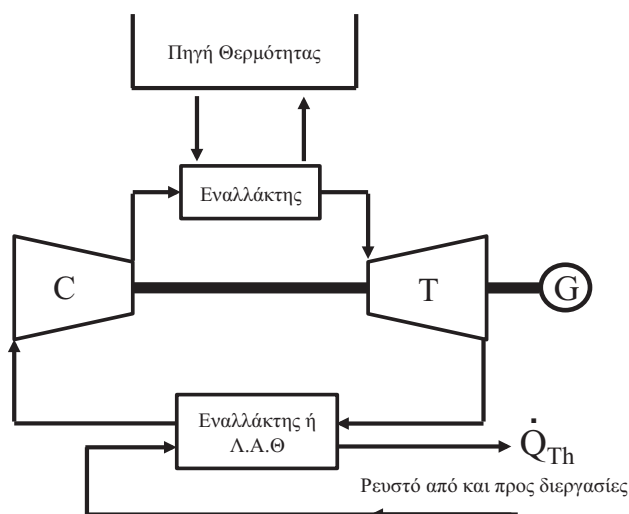 Πηγή Θερμότητας
Εναλλάκτης
C
T
G
Εναλλάκτης ή
Λ.Α.Θ
Q̇Th
Ρευστό από και προς διεργασίες